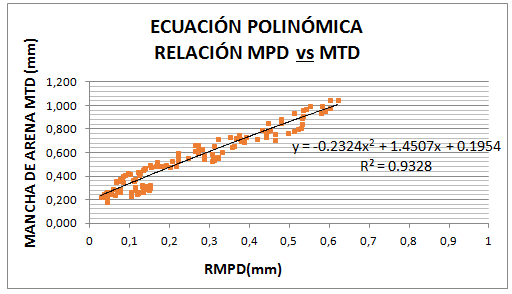 ECUACIÓN POLINÓMICA
RELACIÓN MPD vs MTD
MANCHA DE ARENA MTD (mm)
1,200
1,000
0,800
0,600
0,400
0,200
0,000
y = -0.2324x² + 1.4507x + 0.1954
R² = 0.9328
0 0,1 0,2 0,3 0,4 0,5 0,6 0,7 0,8 0,9 1
RMPD(mm)